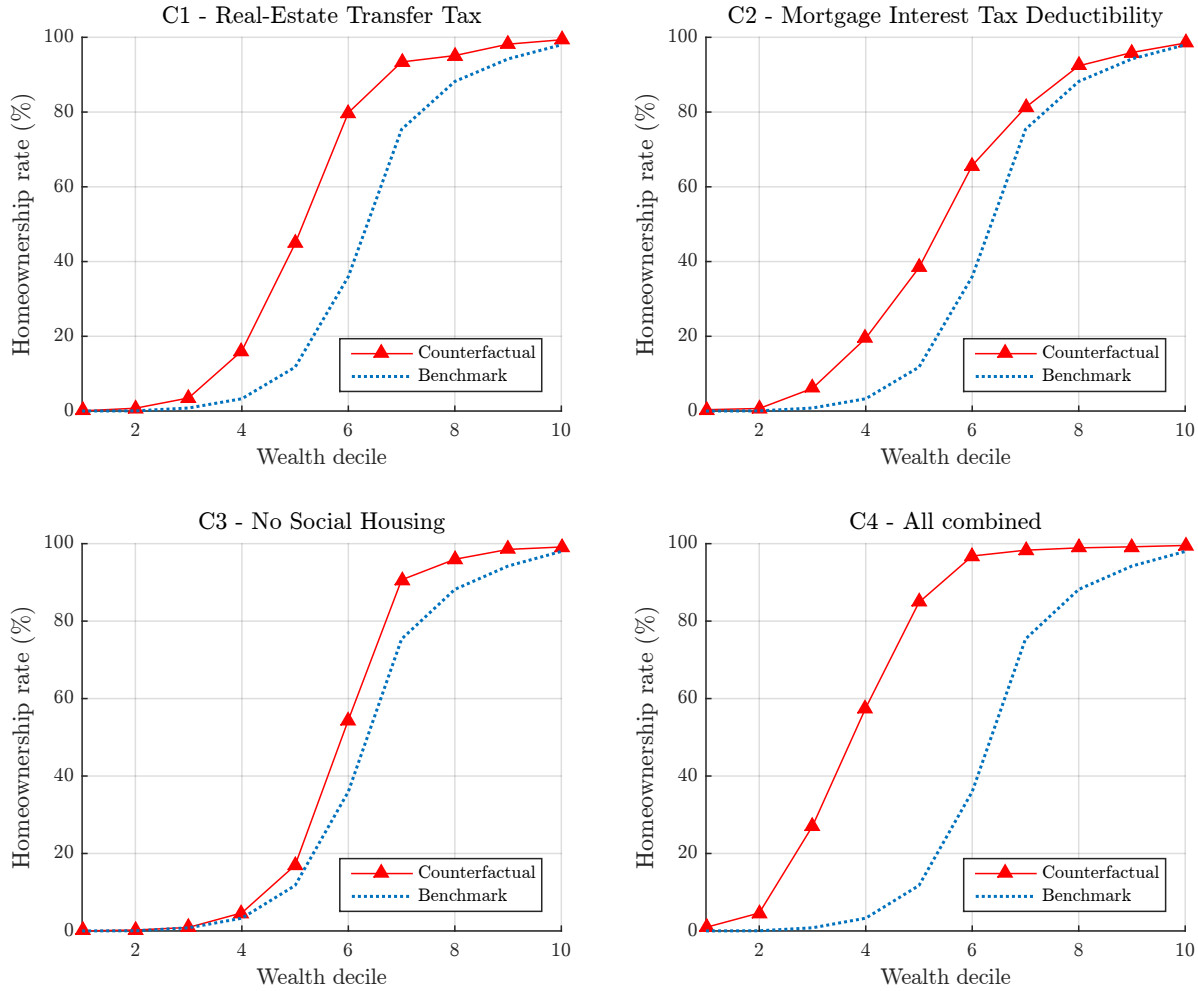 C1 - Real-Estate Transfer Tax
Homeownership rate (%)
100
80
60
40
20
0
2
4
6
8
10
Wealth decile
Counterfactual
Benchmark
C2 - Mortgage Interest Tax Deductibility
Homeownership rate (%)
100
80
60
40
20
0
2
4
6
8
10
Wealth decile
Counterfactual
Benchmark
C3 - No Social Housing
Homeownership rate (%)
100
80
60
40
20
0
2
4
6
8
10
Wealth decile
Counterfactual
Benchmark
C4 - All combined
Homeownership rate (%)
100
80
60
40
20
0
2
4
6
8
10
Wealth decile
Counterfactual
Benchmark